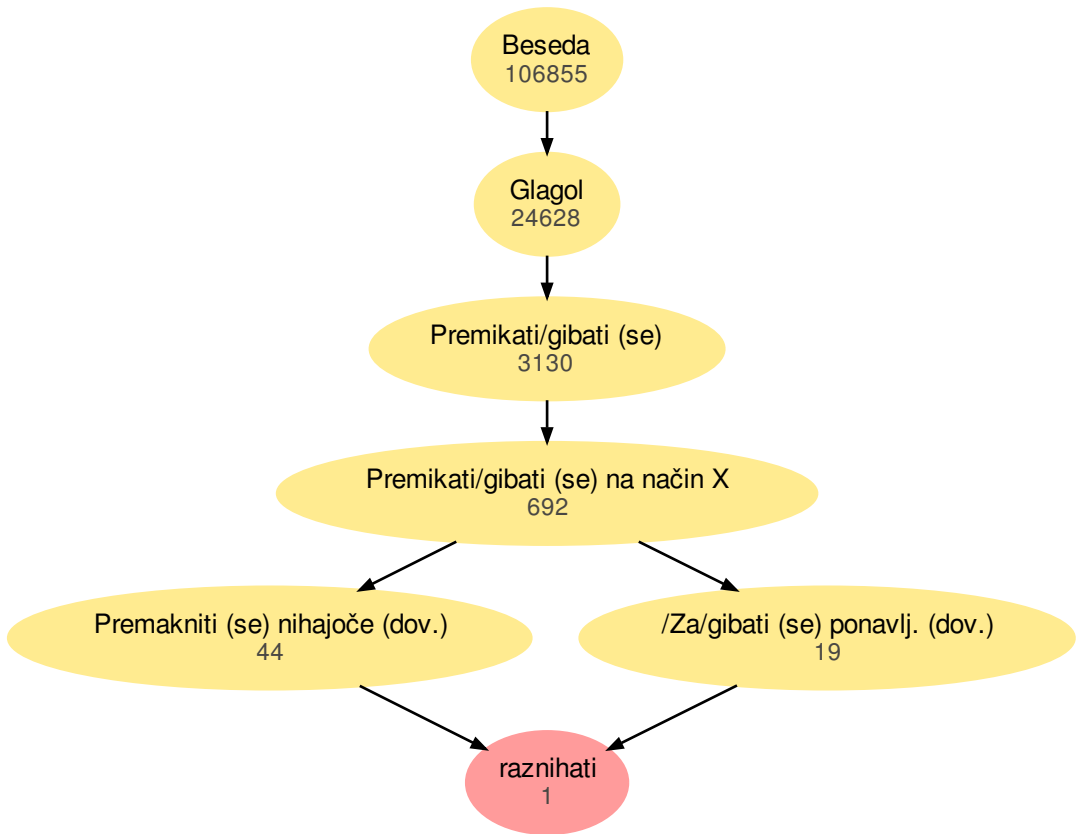 Beseda
106855
Glagol
24628
Premikati/gibati (se)
3130
Premikati/gibati (se) na način X
692
Premakniti (se) nihajoče (dov.)
44
/Za/gibati (se) ponavlj. (dov.)
19
raznihati
1